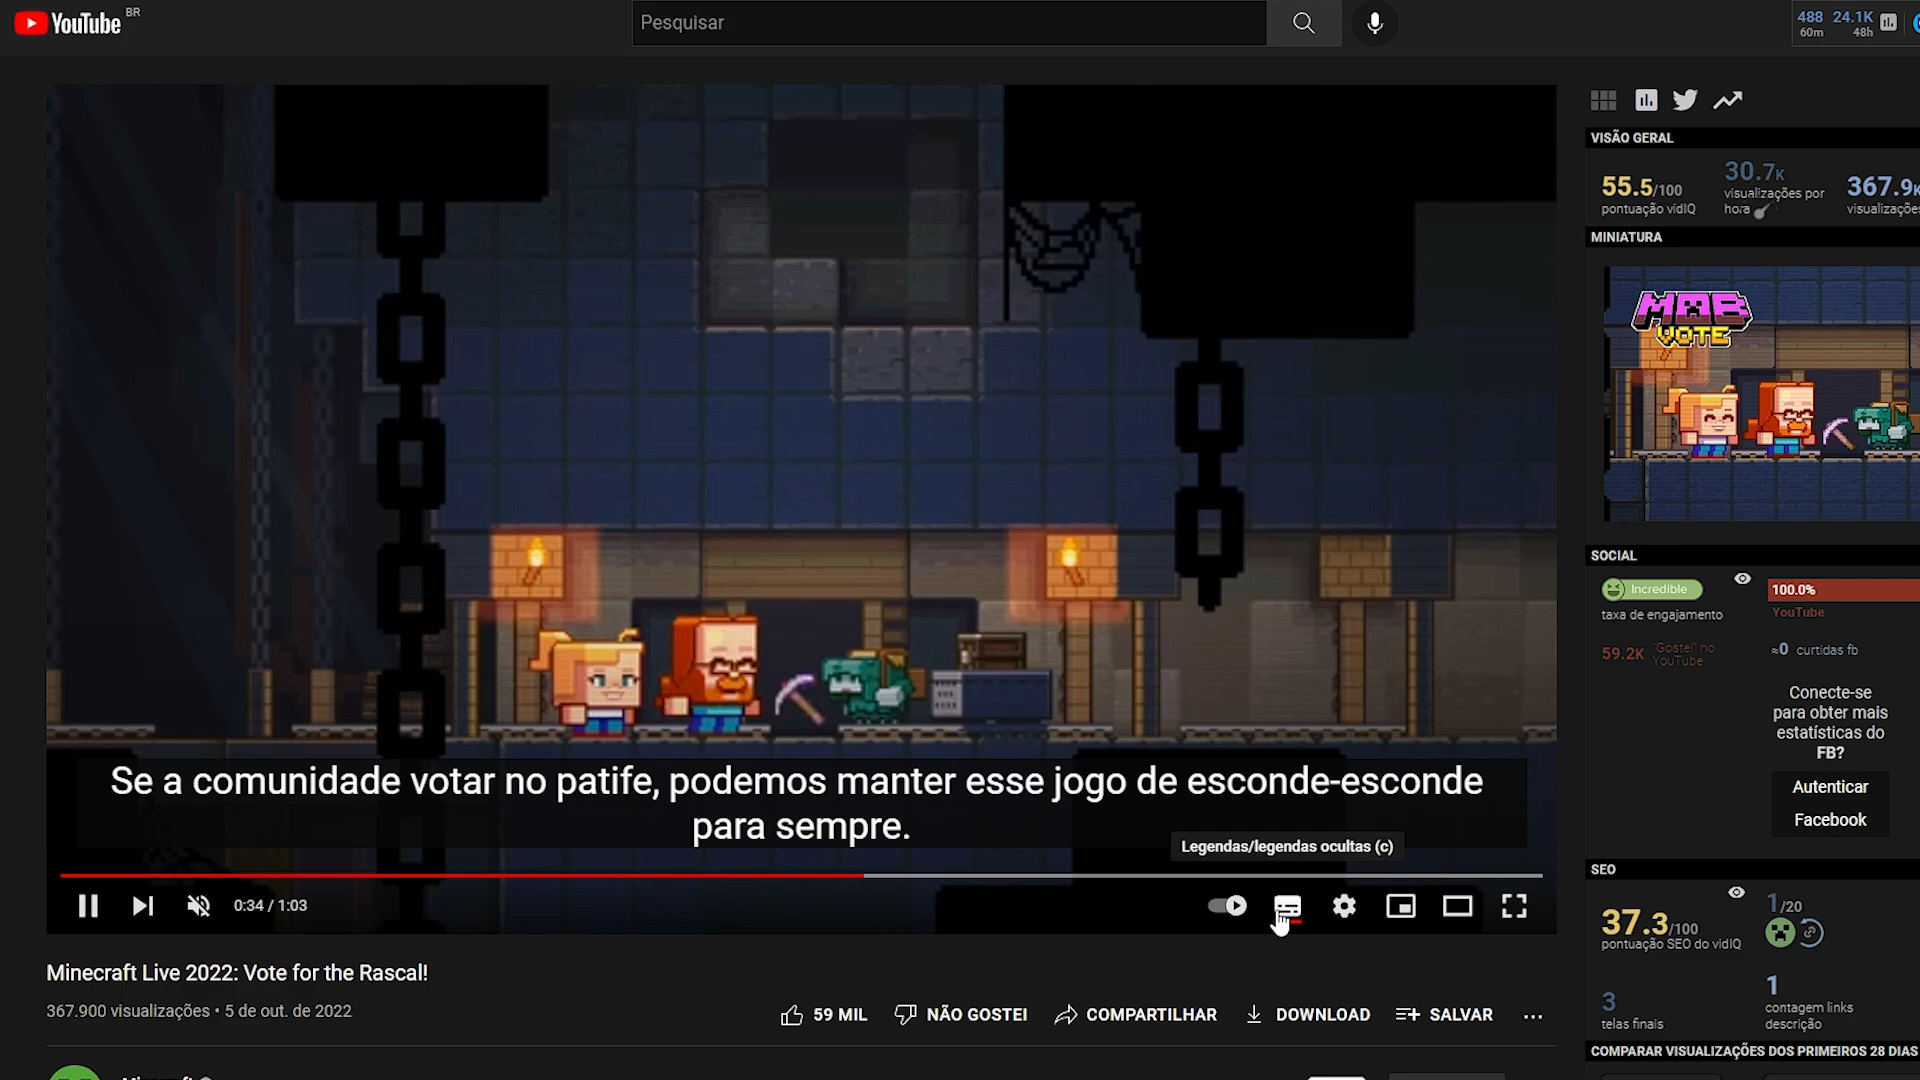 YouTube BR
Pesquisar
488 24.1K
60m 48h
VISÃO GERAL
55.5/100
pontuação vidIQ
30.7K
visualizações por
hora
367.9K
visualizações
MINIATURA
MOB
VOTE
SOCIAL
Incredible
taxa de engajamento
100.0%
YouTube
59.2K "Gostei" no
YouTube
≈0 curtidas fb
Conecte-se
para obter mais
estatísticas do
FB?
Autenticar
Facebook
Se a comunidade votar no patife, podemos manter esse jogo de esconde-esconde
para sempre.
Legendas/legendas ocultas (c)
0:34 / 1:03
SEO
37.3/100
pontuação SEO do vidIQ
1/20
3
telas finais
1
contagem links
descrição
COMPARAR VISUALIZAÇÕES DOS PRIMEIROS 28 DIAS
Minecraft Live 2022: Vote for the Rascal!
367.900 visualizações • 5 de out. de 2022
59 MIL NÃO GOSTEI COMPARTILHAR DOWNLOAD SALVAR
Minecraft